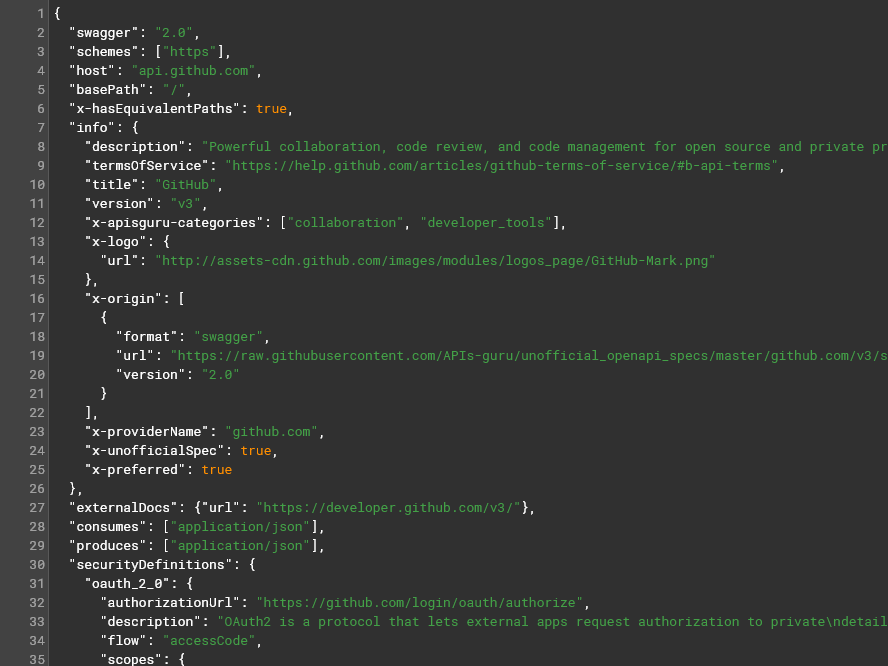 1 {
2   "swagger": "2.0",
3   "schemes": ["https"],
4   "host": "api.github.com",
5   "basePath": "/",
6   "x-hasEquivalentPaths": true,
7   "info": {
8     "description": "Powerful collaboration, code review, and code management for open source and private pr
9     "termsOfService": "https://help.github.com/articles/github-terms-of-service/#b-api-terms",
10     "title": "GitHub",
11     "version": "v3",
12     "x-apisguru-categories": ["collaboration", "developer_tools"],
13     "x-logo": {
14       "url": "http://assets-cdn.github.com/images/modules/logos_page/GitHub-Mark.png"
15     },
16     "x-origin": [
17       {
18         "format": "swagger",
19         "url": "https://raw.githubusercontent.com/APIs-guru/unofficial_openapi_specs/master/github.com/v3/s
20         "version": "2.0"
21       }
22     ],
23     "x-providerName": "github.com",
24     "x-unofficialSpec": true,
25     "x-preferred": true
26   },
27   "externalDocs": {"url": "https://developer.github.com/v3/"},
28   "consumes": ["application/json"],
29   "produces": ["application/json"],
30   "securityDefinitions": {
31     "oauth_2_0": {
32       "authorizationUrl": "https://github.com/login/oauth/authorize",
33       "description": "OAuth2 is a protocol that lets external apps request authorization to private\ndetail
34       "flow": "accessCode",
35       "scopes": {